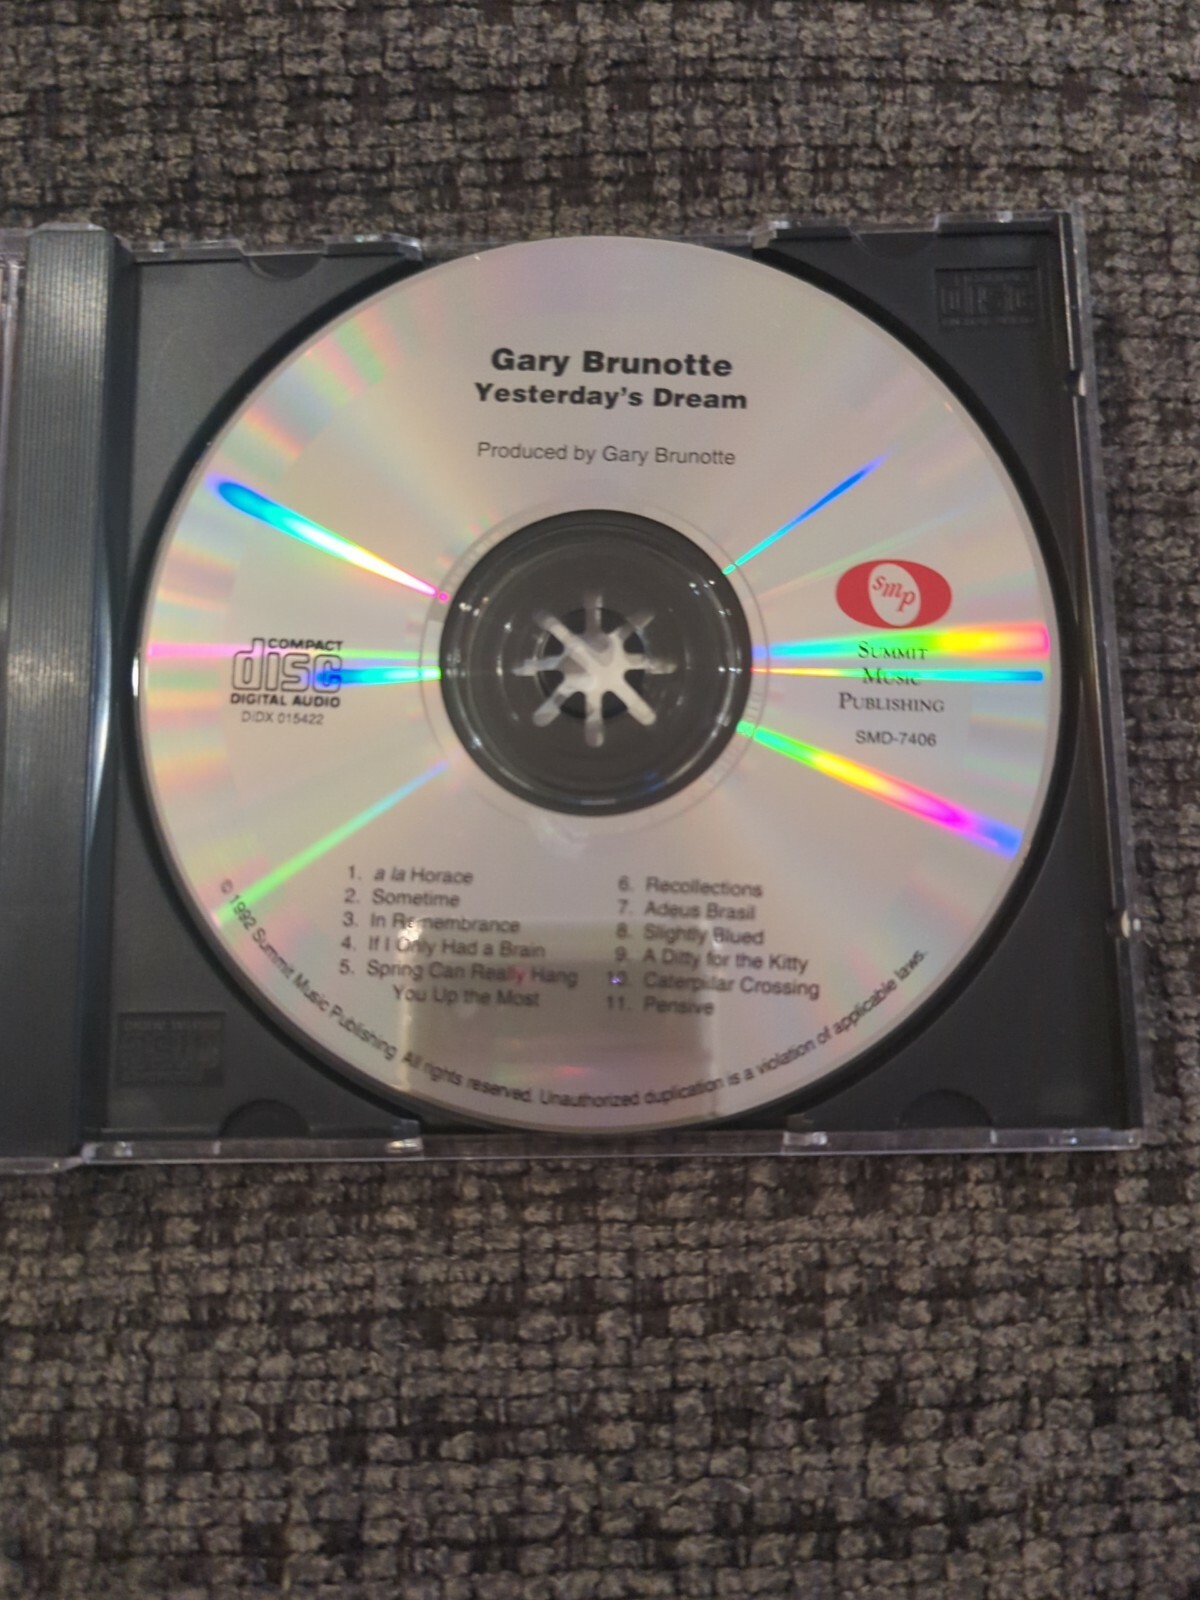 Gary Brunotte
Yesterday's Dream
Produced by Gary Brunotte
smp
SUMMIT
MUSIC
PUBLISHING
SMD-7406
COMPACT
disc
DIGITAL AUDIO
DIDX 015422
1. a la Horace
2. Sometime
3. In Remembrance
4. If I Only Had a Brain
5. Spring Can Really Hang
You Up the Most
6. Recollections
7. Adeus Brasil
8. Slightly Blued
9. A Ditty for the Kitty
10. Caterpillar Crossing
11. Pensive
© 1992 Summit Music Publishing. All rights reserved. Unauthorized duplication is a violation of applicable laws.